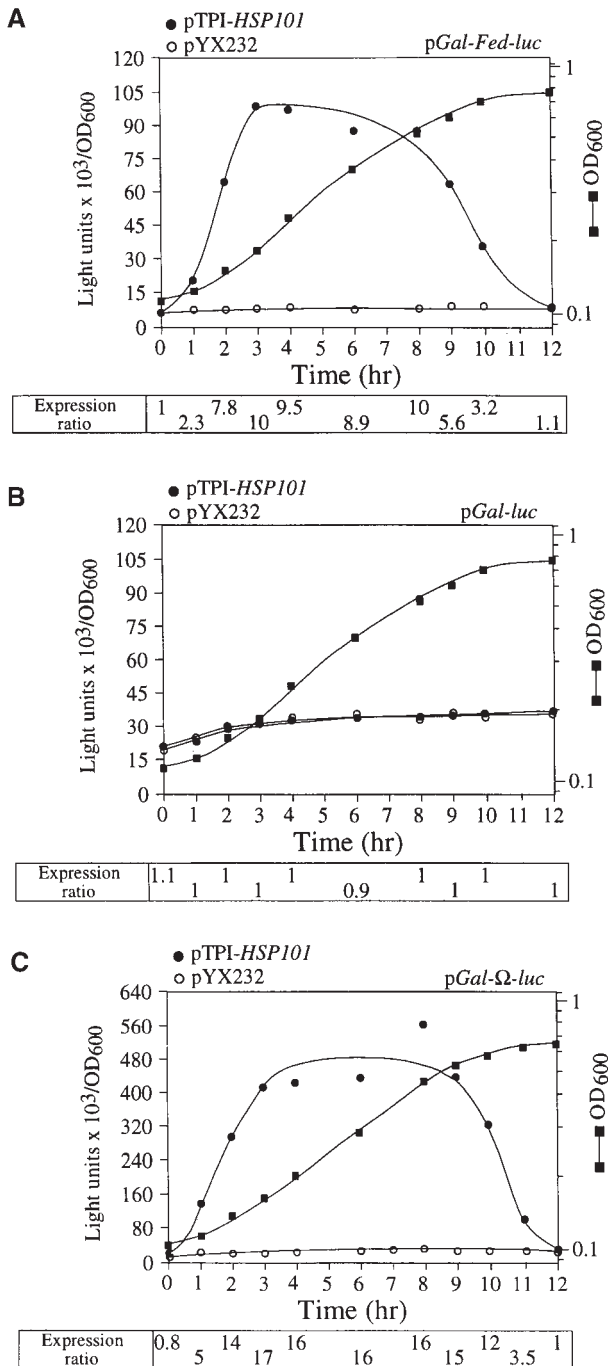 A
● pTPI-HSP101
○ pYX232
pGal-Fed-luc
Light units x 10³/OD600
120
105
90
75
60
45
30
15
0
1
0.1
■ OD600
0 1 2 3 4 5 6 7 8 9 10 11 12
Time (hr)
Expression ratio
1 2.3 7.8 10 9.5 8.9 10 5.6 3.2 1.1
B
● pTPI-HSP101
○ pYX232
pGal-luc
Light units x 10³/OD600
120
105
90
75
60
45
30
15
0
1
0.1
■ OD600
0 1 2 3 4 5 6 7 8 9 10 11 12
Time (hr)
Expression ratio
1.1 1 1 1 1 0.9 1 1 1 1
C
● pTPI-HSP101
○ pYX232
pGal-Ω-luc
Light units x 10³/OD600
640
560
480
400
320
240
160
80
0
1
0.1
■ OD600
0 1 2 3 4 5 6 7 8 9 10 11 12
Time (hr)
Expression ratio
0.8 5 14 17 16 16 16 15 12 3.5 1